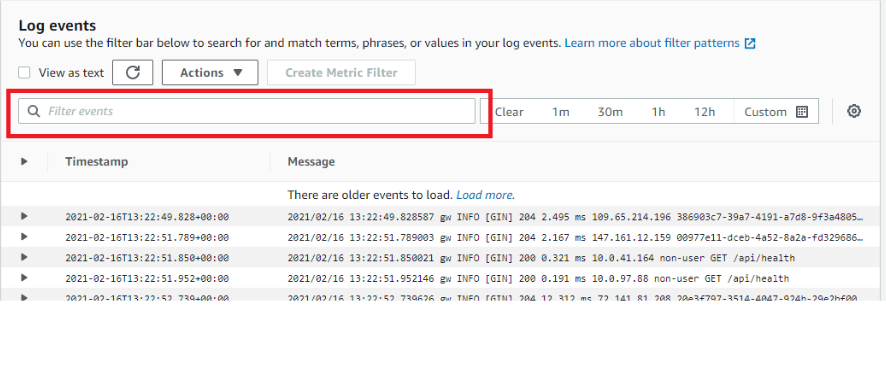 Log events
You can use the filter bar below to search for and match terms, phrases, or values in your log events. Learn more about filter patterns
View as text Actions Create Metric Filter
Filter events Clear 1m 30m 1h 12h Custom
Timestamp Message
There are older events to load. Load more.
2021-02-16T13:22:49.828+00:00 2021/02/16 13:22:49.828587 gw INFO [GIN] 204 2.495 ms 109.65.214.196 386903c7-39a7-4191-a7d8-9f3a4805…
2021-02-16T13:22:51.789+00:00 2021/02/16 13:22:51.789003 gw INFO [GIN] 204 2.167 ms 147.161.12.159 00977e11-dceb-4a52-8a2a-fd329686…
2021-02-16T13:22:51.850+00:00 2021/02/16 13:22:51.850021 gw INFO [GIN] 200 0.321 ms 10.0.41.164 non-user GET /api/health
2021-02-16T13:22:51.952+00:00 2021/02/16 13:22:51.952146 gw INFO [GIN] 200 0.191 ms 10.0.97.88 non-user GET /api/health
2021-02-16T13:22:52.739+00:00 2021/02/16 13:22:52.739626 gw INFO [GIN] 204 12.312 ms 72.141.81.208 20e3f797-3514-4047-924b-29e2bf00…